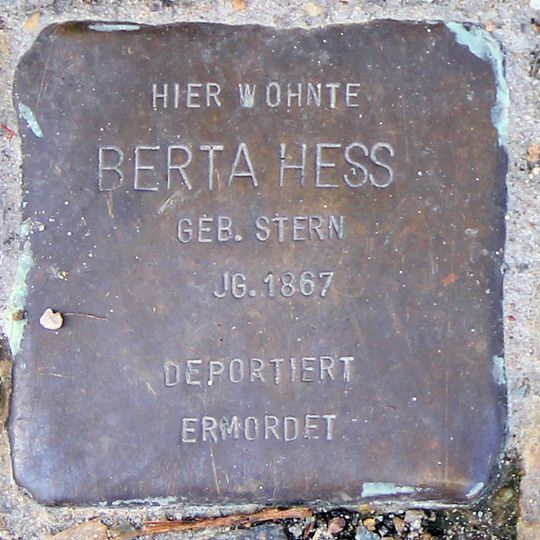 HIER WOHNTE
BERTA HESS
GEB. STERN
JG. 1867
DEPORTIERT
ERMORDET